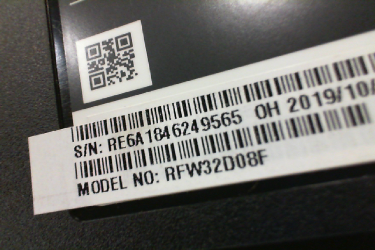 S/N: RE6A1846249565 OH 2019/10/
MODEL NO: RFW32D08F